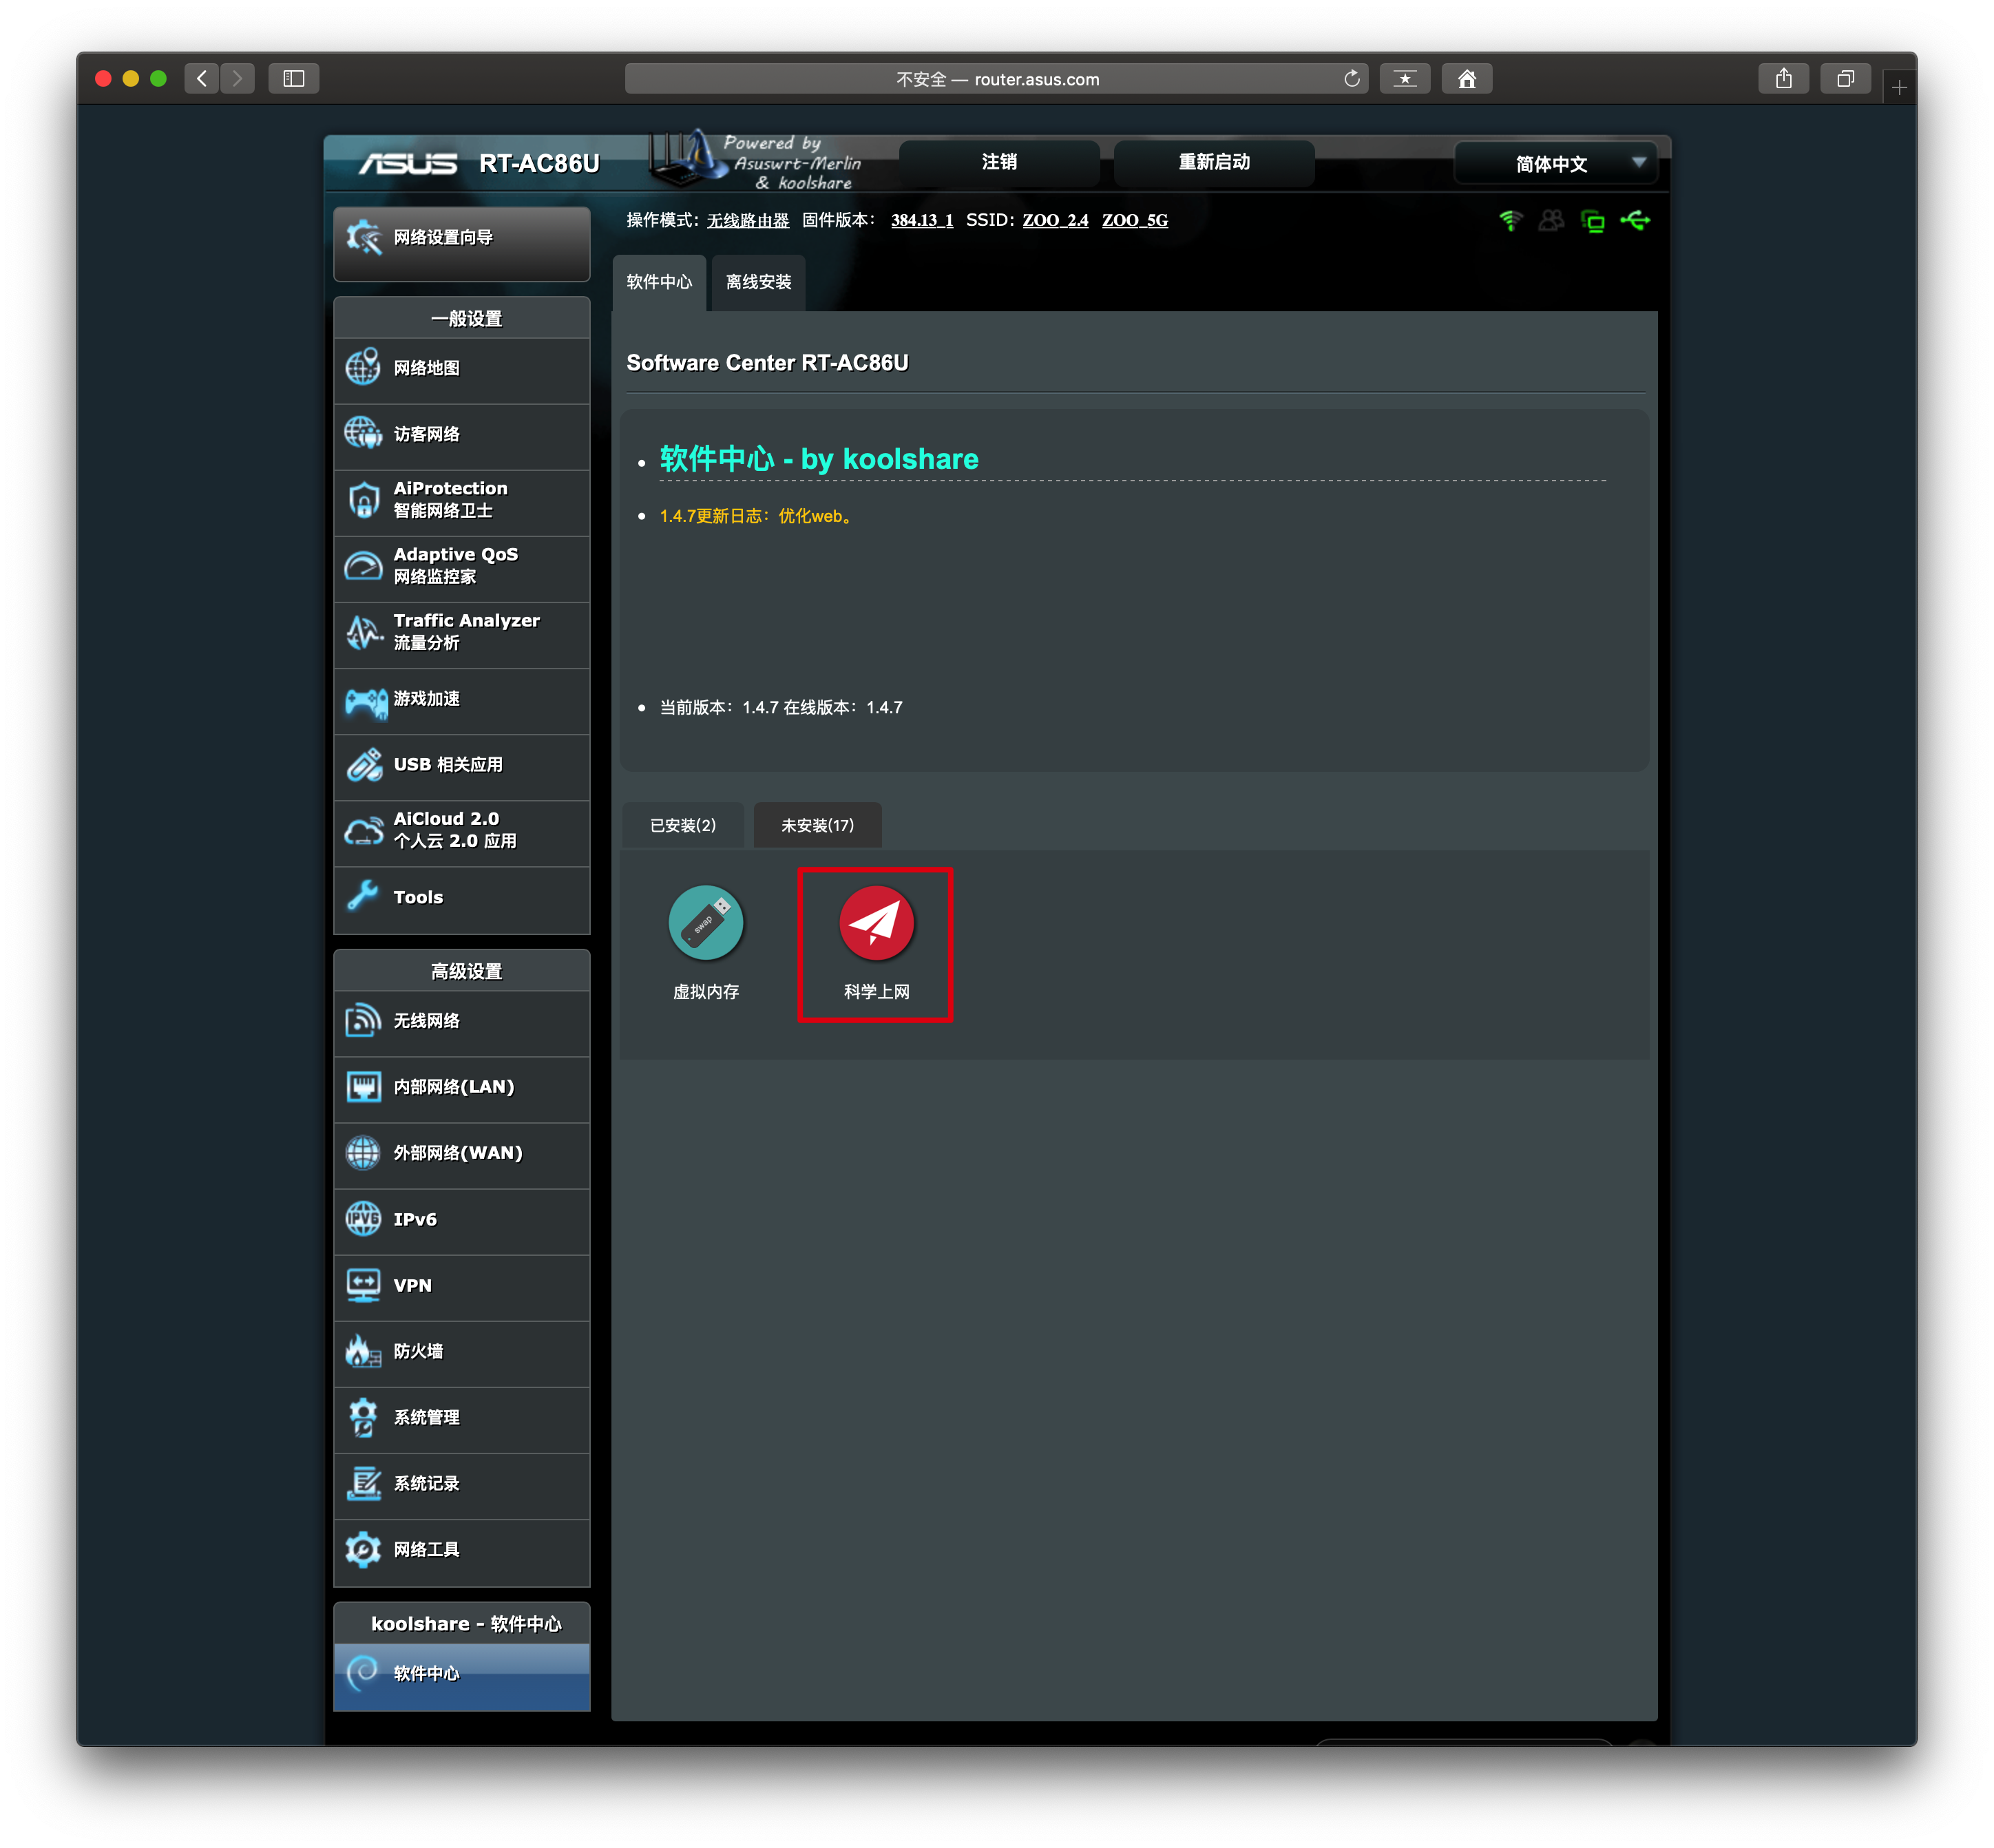 不安全 — router.asus.com
ASUS RT-AC86U
Powered by
Asuswrt-Merlin
& koolshare
注销
重新启动
简体中文
操作模式：无线路由器 固件版本： 384.13_1 SSID: ZOO_2.4 ZOO_5G
网络设置向导
一般设置
网络地图
访客网络
AiProtection
智能网络卫士
Adaptive QoS
网络监控家
Traffic Analyzer
流量分析
游戏加速
USB 相关应用
AiCloud 2.0
个人云 2.0 应用
Tools
高级设置
无线网络
内部网络(LAN)
外部网络(WAN)
IPv6
IPv6
VPN
防火墙
系统管理
系统记录
网络工具
koolshare - 软件中心
软件中心
软件中心
离线安装
Software Center RT-AC86U
软件中心 - by koolshare
1.4.7更新日志：优化web。
当前版本：1.4.7 在线版本：1.4.7
已安装(2)
未安装(17)
swap
虚拟内存
科学上网